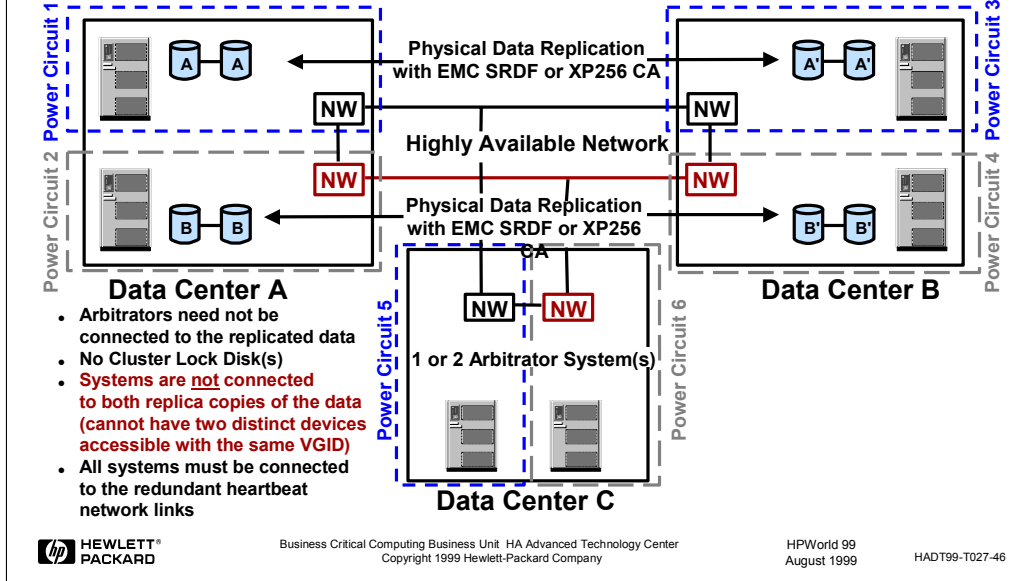 Power Circuit 1
A A
Physical Data Replication
with EMC SRDF or XP256 CA
A' A'
Power Circuit 3
NW
NW
Highly Available Network
Power Circuit 2
NW
NW
Power Circuit 4
B B
Physical Data Replication
with EMC SRDF or XP256
CA
B' B'
Data Center A
Data Center B
• Arbitrators need not be
connected to the replicated data
• No Cluster Lock Disk(s)
• Systems are not connected
to both replica copies of the data
(cannot have two distinct devices
accessible with the same VGID)
• All systems must be connected
to the redundant heartbeat
network links
Power Circuit 5
NW
NW
1 or 2 Arbitrator System(s)
Power Circuit 6
Data Center C
hp HEWLETT®
PACKARD
Business Critical Computing Business Unit HA Advanced Technology Center
Copyright 1999 Hewlett-Packard Company
HPWorld 99
August 1999
HADT99-T027-46